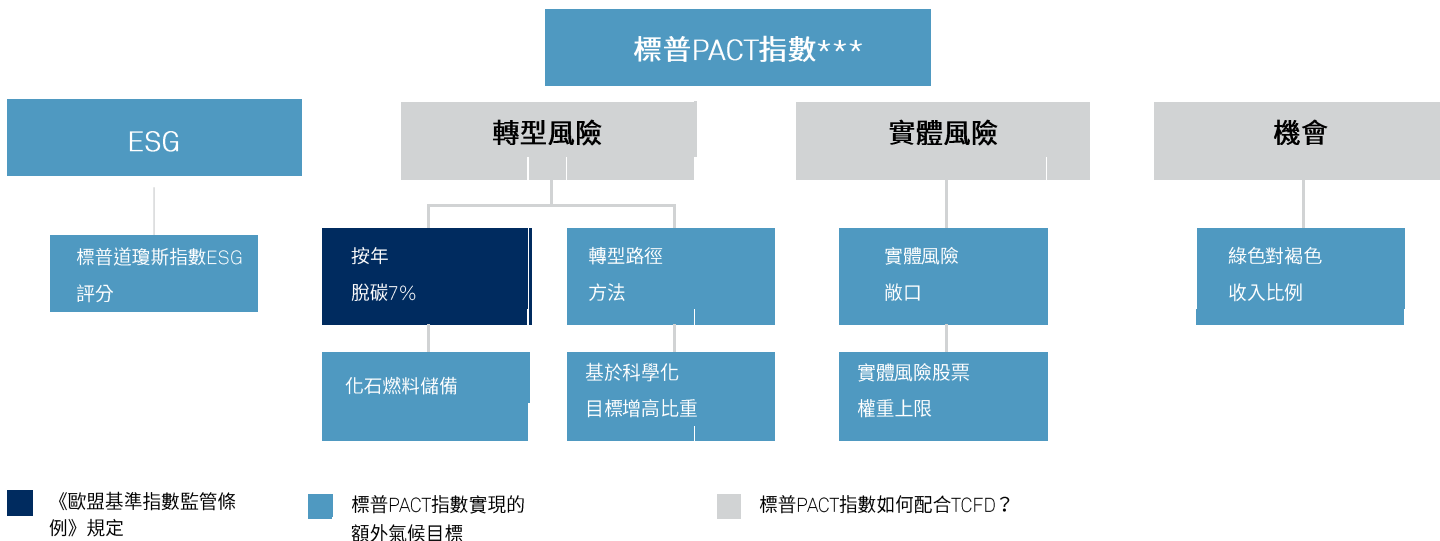 標普PACT指數***
ESG
轉型風險
實體風險
機會
標普道瓊斯指數ESG
評分
按年
脫碳7%
轉型路徑
方法
實體風險
敞口
綠色對褐色
收入比例
化石燃料儲備
基於科學化
目標增高比重
實體風險股票
權重上限
《歐盟基準指數監管條
例》規定
標普PACT指數實現的
額外氣候目標
標普PACT指數如何配合TCFD？